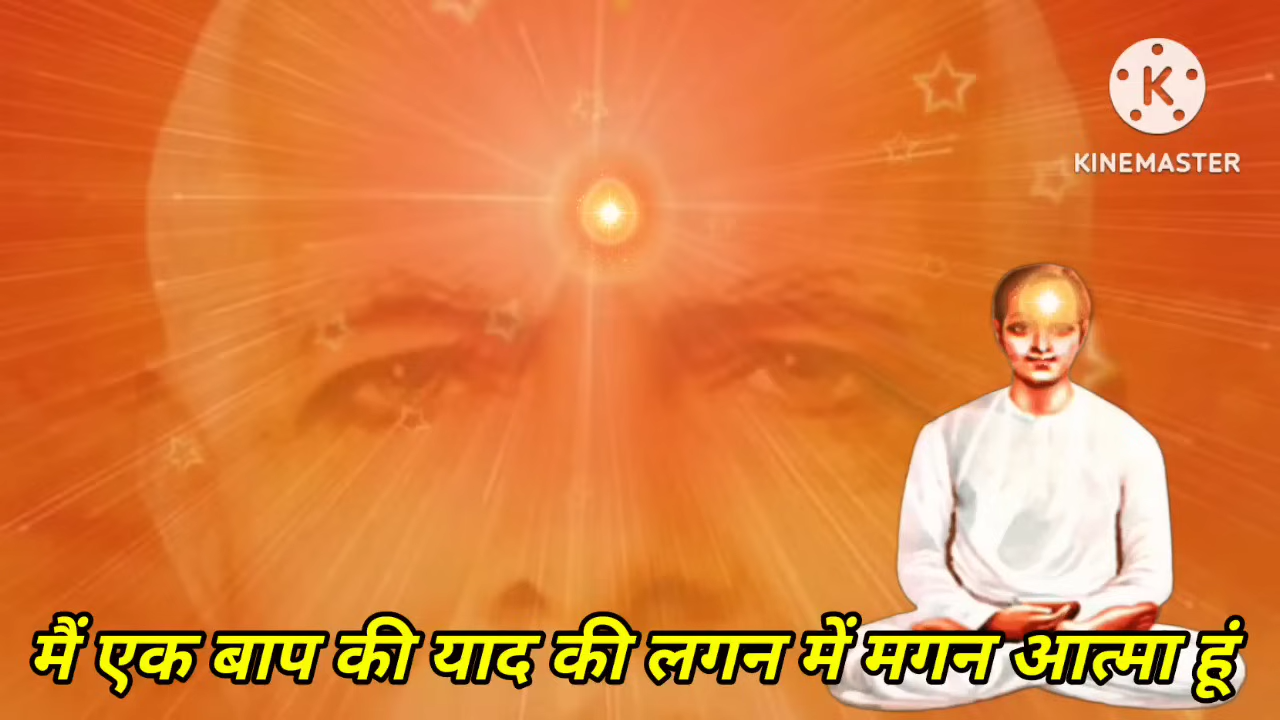 K
KINEMASTER
मैं एक बाप की याद की लगन में मगन आत्मा हूं